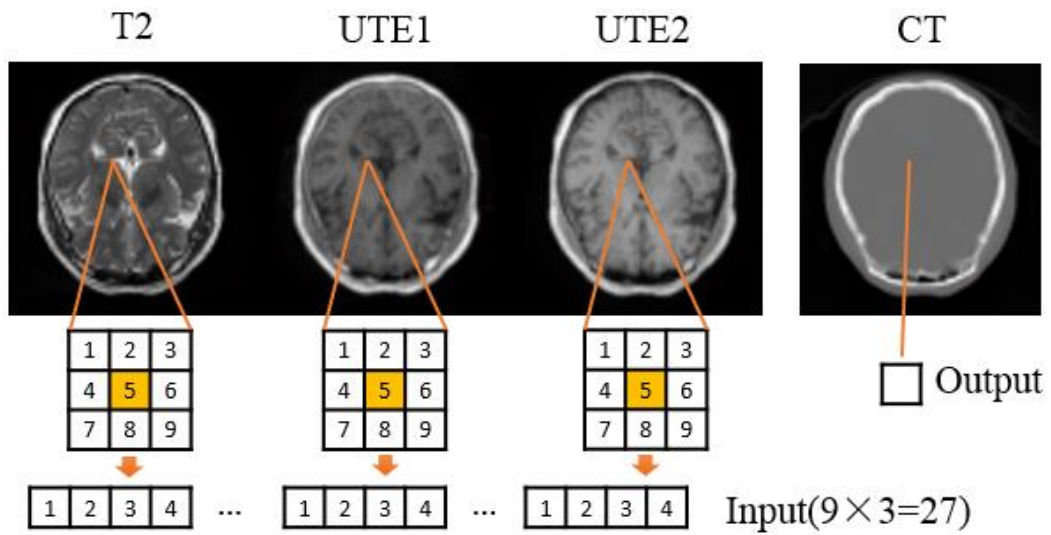 T2 UTE1 UTE2 CT
1 2 3 1 2 3 1 2 3
4 5 6 4 5 6 4 5 6 Output
7 8 9 7 8 9 7 8 9
1 2 3 4 ... 1 2 3 4 ... 1 2 3 4 Input(9×3=27)